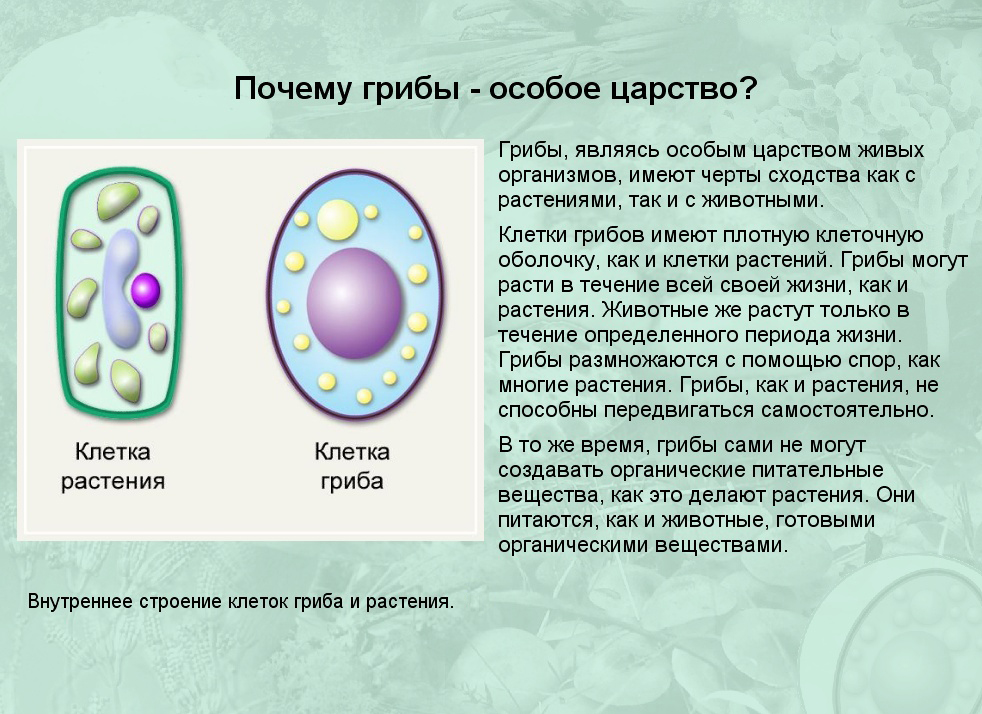 Почему грибы - особое царство?
Грибы, являясь особым царством живых
организмов, имеют черты сходства как с
растениями, так и с животными.
Клетки грибов имеют плотную клеточную
оболочку, как и клетки растений. Грибы могут
расти в течение всей своей жизни, как и
растения. Животные же растут только в
течение определенного периода жизни.
Грибы размножаются с помощью спор, как
многие растения. Грибы, как и растения, не
способны передвигаться самостоятельно.
В то же время, грибы сами не могут
создавать органические питательные
вещества, как это делают растения. Они
питаются, как и животные, готовыми
органическими веществами.
Клетка
растения
Клетка
гриба
Внутреннее строение клеток гриба и растения.